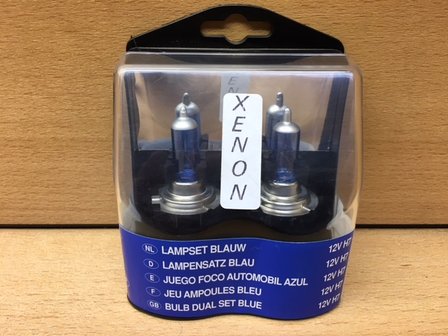 XENON
NL LAMPSET BLAUW 12V H7
D LAMPENSATZ BLAU 12V H7
E JUEGO FOCO AUTOMOBIL AZUL 12V H7
F JEU AMPOULES BLEU 12V H7
GB BULB DUAL SET BLUE 12V H7